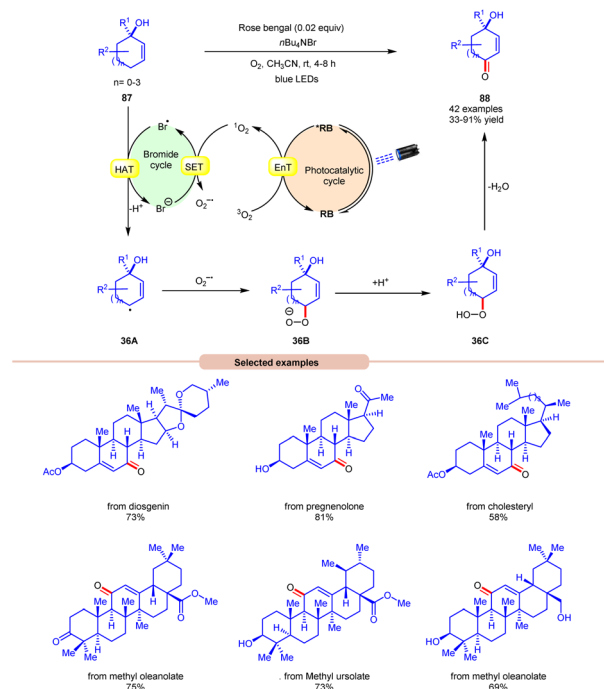 R1 OH
R2
( )n
n= 0-3
87
Rose bengal (0.02 equiv)
nBu4NBr
O2, CH3CN, rt, 4-8 h
blue LEDs
R1 OH
R2
( )n
O
88
42 examples
33-91% yield
Br•
1O2
*RB
HAT
Bromide
cycle
SET
EnT
Photocatalytic
cycle
-H+
Br⊖
O2−•
3O2
RB
-H2O
R1 OH
R2
( )n
•
36A
O2−•
R1 OH
R2
( )n
⊖
O-O
36B
+H+
R1 OH
R2
( )n
HO-O
36C
Selected examples
Me
Me
O
Me
Me
H
O
H
H
H
AcO
O
from diosgenin
73%
O
Me
Me
H
Me
H
H
HO
O
from pregnenolone
81%
Me
( )3
Me
Me
Me
H
Me
H
H
AcO
O
from cholesteryl
58%
Me
Me
O
H
Me
Me
O
O
Me
H
Me
O
Me
Me
from methyl oleanolate
75%
Me
Me
O
H
Me
Me
O
O
Me
H
Me
HO
Me
Me
. from Methyl ursolate
73%
Me
Me
O
H
Me
Me
H
Me
OH
HO
Me
Me
from methyl oleanolate
69%